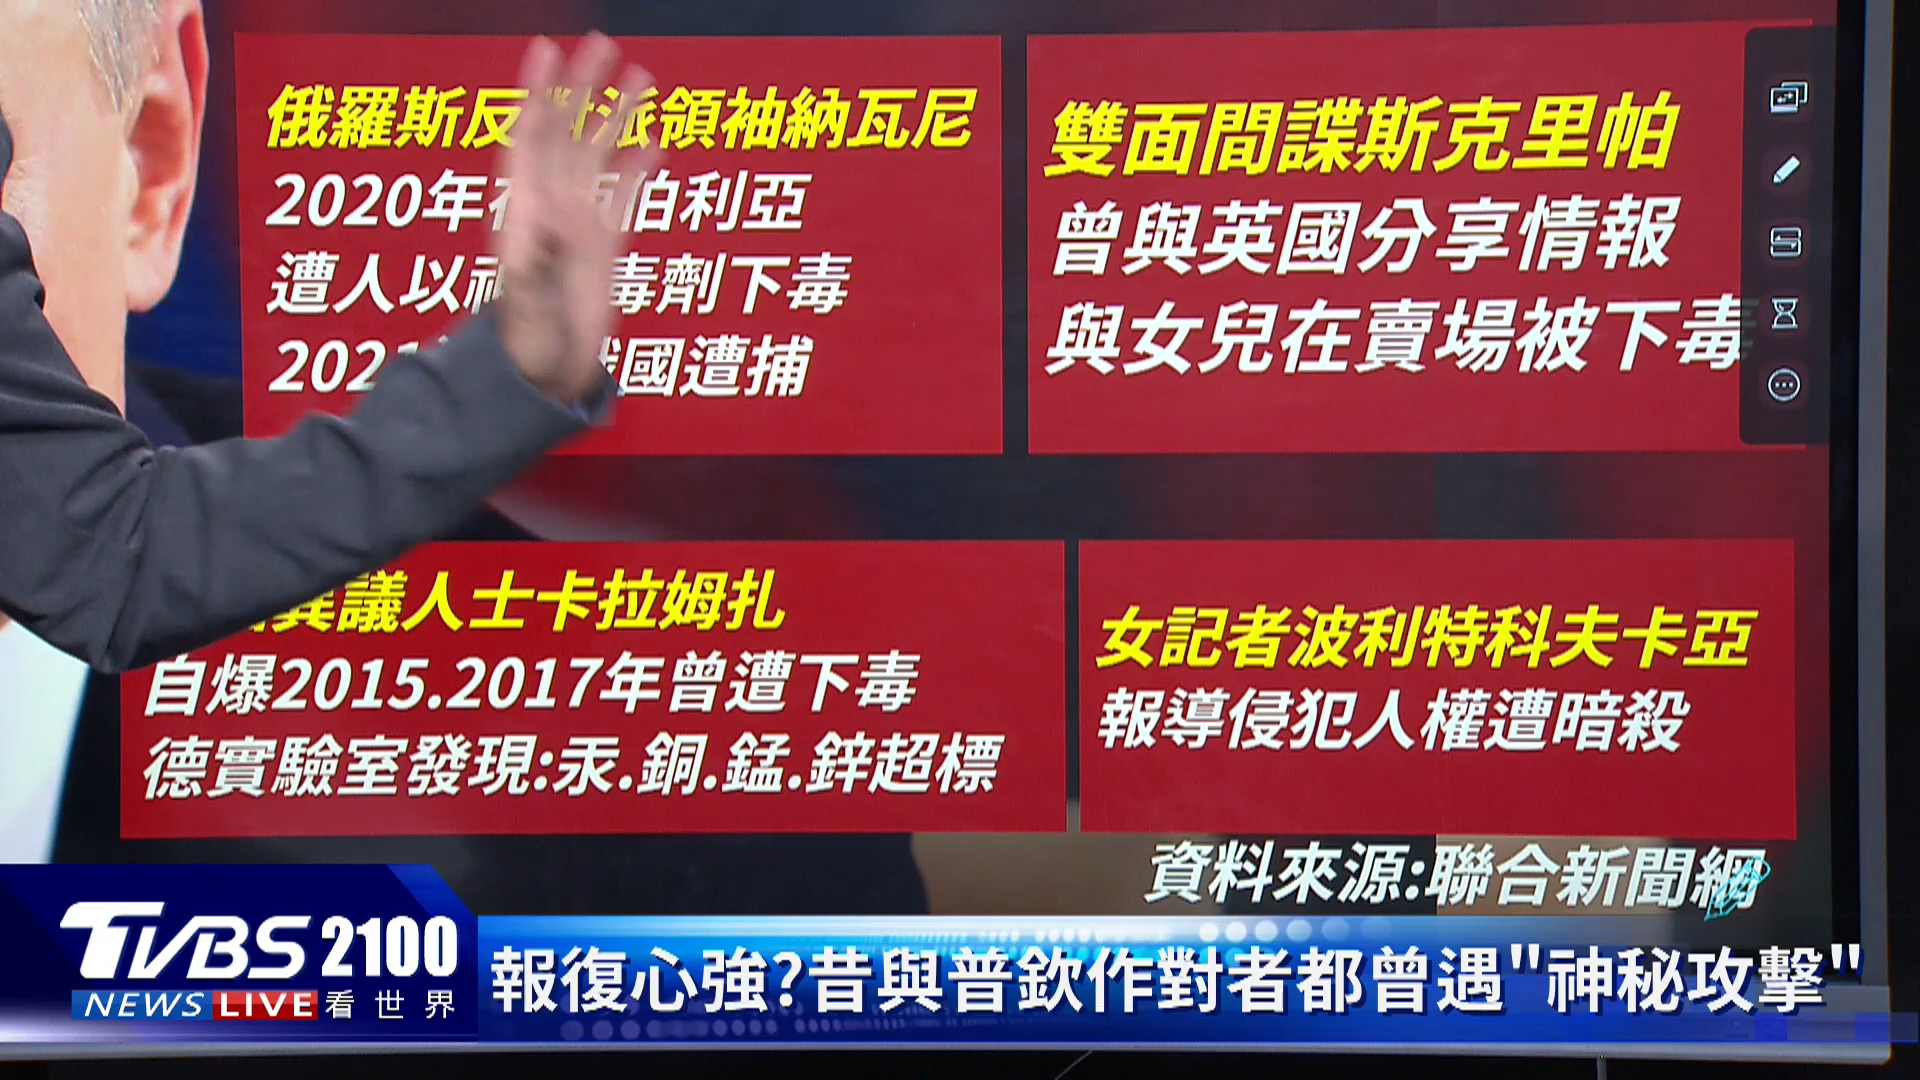 俄羅斯反對派領袖納瓦尼
2020年在西伯利亞
遭人以神 毒劑下毒
202 俄國遭捕
雙面間諜斯克里帕
曾與英國分享情報
與女兒在賣場被下毒
異議人士卡拉姆扎
自爆2015.2017年曾遭下毒
德實驗室發現:汞.銅.錳.鋅超標
女記者波利特科夫卡亞
報導侵犯人權遭暗殺
資料來源:聯合新聞網
TVBS 2100
NEWS LIVE 看世界
報復心強?昔與普欽作對者都曾遇"神秘攻擊"